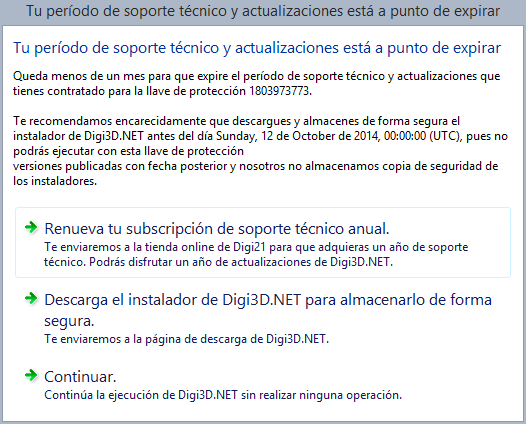 Tu período de soporte técnico y actualizaciones está a punto de expirar
Tu período de soporte técnico y actualizaciones está a punto de expirar
Queda menos de un mes para que expire el período de soporte técnico y actualizaciones que
tienes contratado para la llave de protección 1803973773.
Te recomendamos encarecidamente que descargues y almacenes de forma segura el
instalador de Digi3D.NET antes del día Sunday, 12 de October de 2014, 00:00:00 (UTC), pues no
podrás ejecutar con esta llave de protección
versiones publicadas con fecha posterior y nosotros no almacenamos copia de seguridad de
los instaladores.
Renueva tu subscripción de soporte técnico anual.
Te enviaremos a la tienda online de Digi21 para que adquieras un año de soporte
técnico. Podrás disfrutar un año de actualizaciones de Digi3D.NET.
Descarga el instalador de Digi3D.NET para almacenarlo de forma
segura.
Te enviaremos a la página de descarga de Digi3D.NET.
Continuar.
Continúa la ejecución de Digi3D.NET sin realizar ninguna operación.